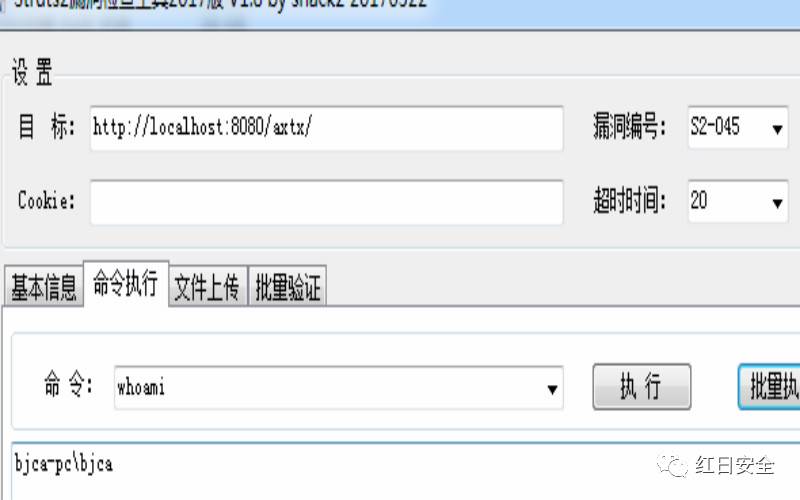 Struts2漏洞检查工具2017版 V1.8 by shack2 20170322
设 置
目 标: http://localhost:8080/axtx/ 漏洞编号: S2-045
Cookie: 超时时间: 20
基本信息 命令执行 文件上传 批里验证
命 令: whoami 执 行 批里执
bjca-pc\bjca
红日安全